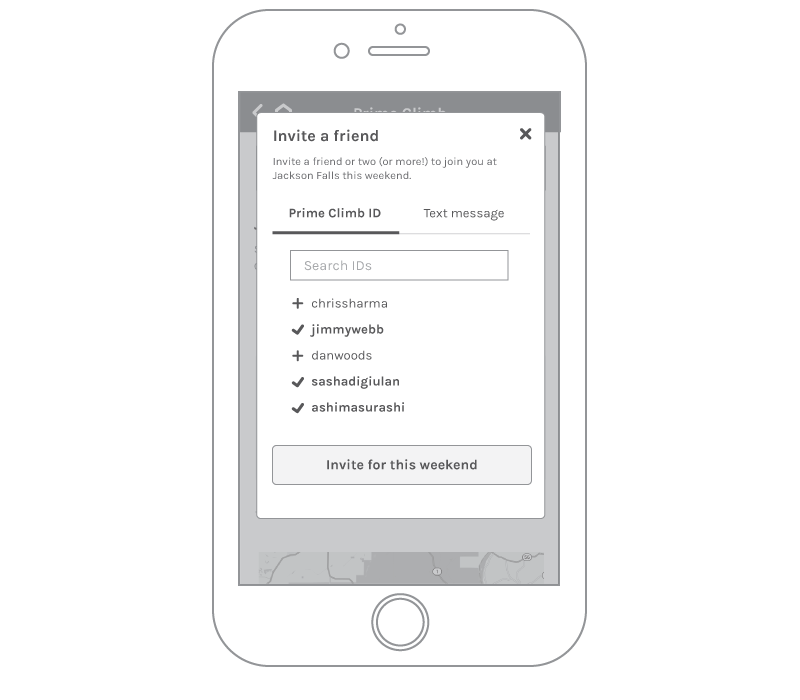 Prime Climb
Invite a friend
Invite a friend or two (or more!) to join you at
Jackson Falls this weekend.
Prime Climb ID
Text message
Search IDs
chrissharma
jimmywebb
danwoods
sashadigiulan
ashimasurashi
Invite for this weekend